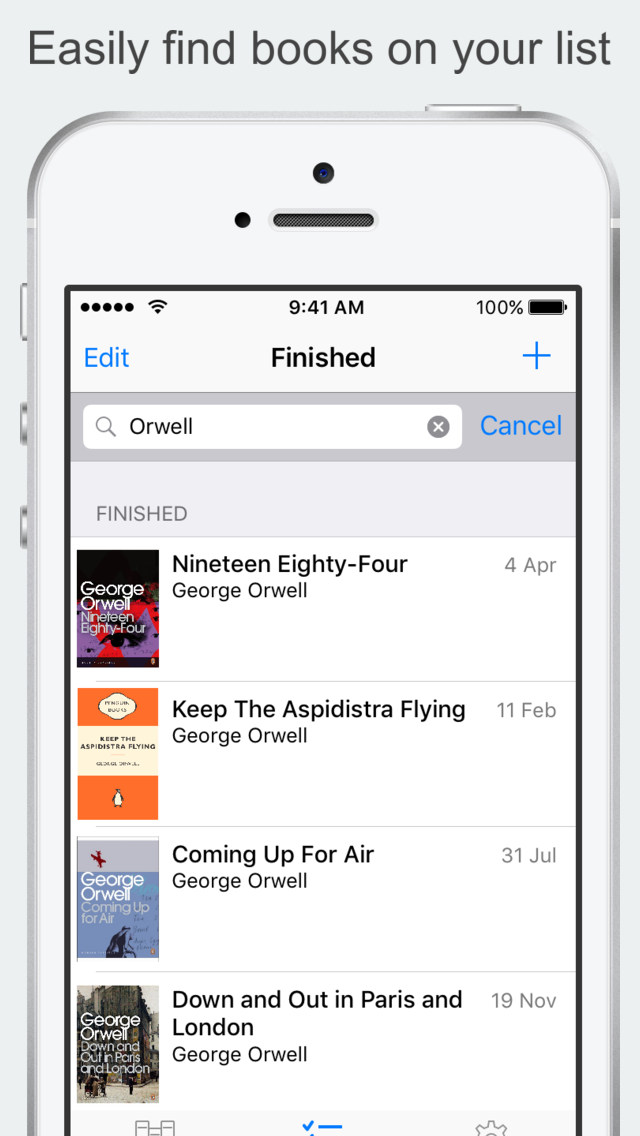 Easily find books on your list
9:41 AM
100%
Edit
Finished
Orwell
Cancel
FINISHED
George
Orwell
Nineteen
Eighty-Four
Nineteen Eighty-Four
4 Apr
George Orwell
PENGUIN
BOOKS
KEEP THE
ASPIDISTRA FLYING
GEORGE ORWELL
Keep The Aspidistra Flying
11 Feb
George Orwell
George
Orwell
Coming Up
for Air
Coming Up For Air
31 Jul
George Orwell
George
Orwell
Down and
Out in Paris
and London
Down and Out in Paris and
London
19 Nov
George Orwell